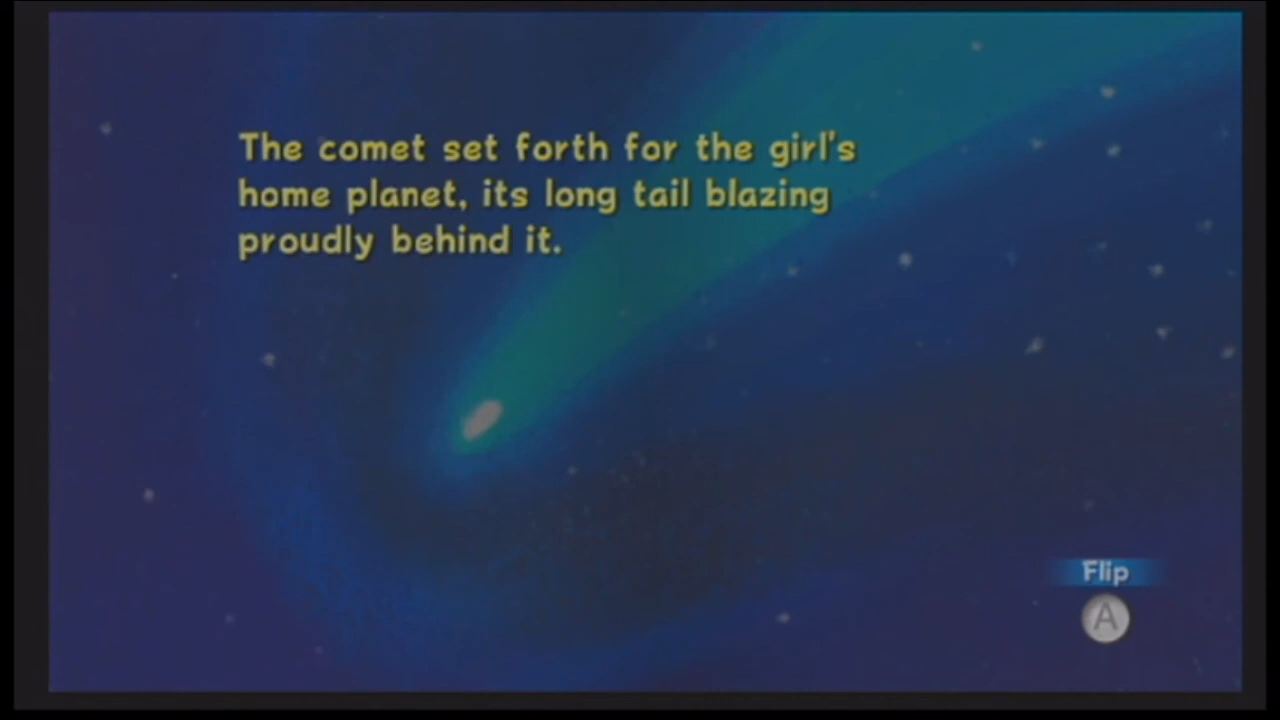 The comet set forth for the girl's
home planet, its long tail blazing
proudly behind it.
Flip
A